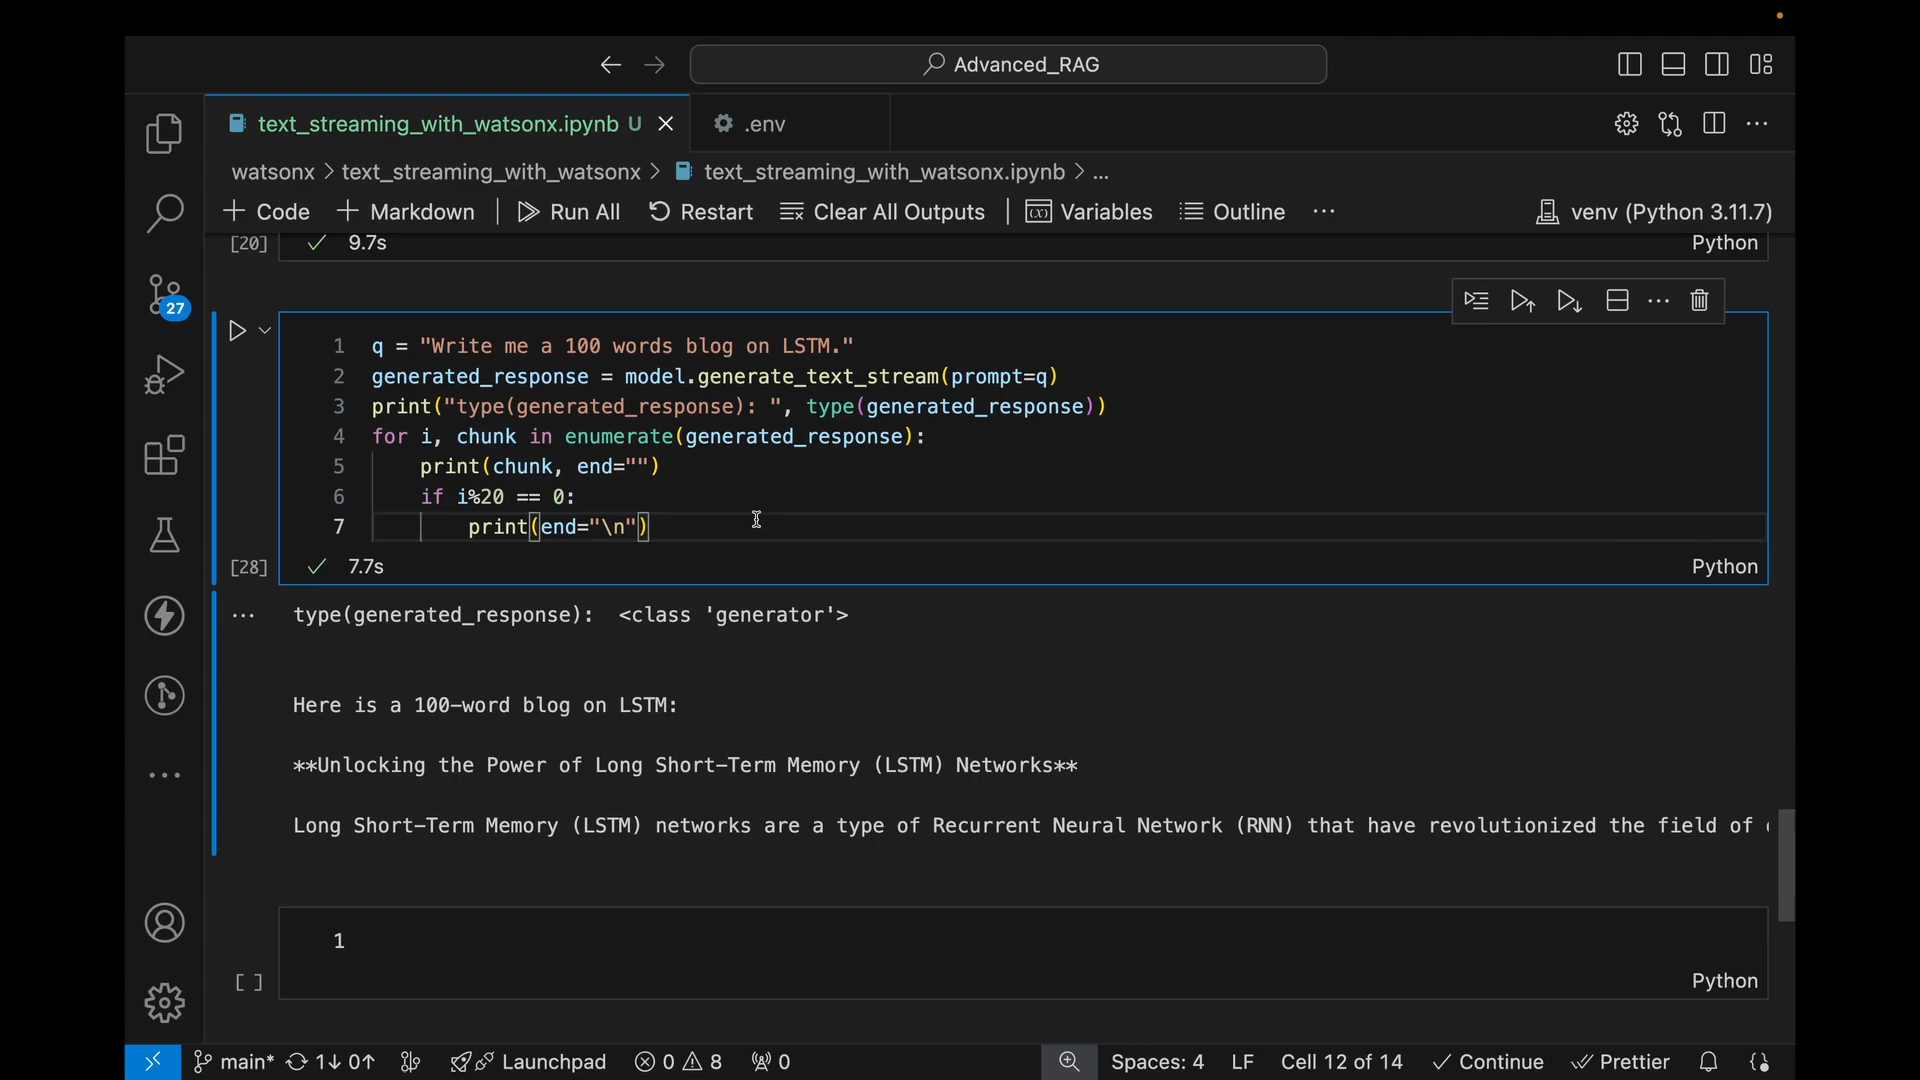 Advanced_RAG
text_streaming_with_watsonx.ipynb U
.env
watsonx > text_streaming_with_watsonx > text_streaming_with_watsonx.ipynb > ...
+ Code + Markdown | Run All Restart Clear All Outputs | Variables Outline ... venv (Python 3.11.7)
[20] ✓ 9.7s Python
27
1 q = "Write me a 100 words blog on LSTM."
2 generated_response = model.generate_text_stream(prompt=q)
3 print("type(generated_response): ", type(generated_response))
4 for i, chunk in enumerate(generated_response):
5 print(chunk, end="")
6 if i%20 == 0:
7 print(end="\n")
[28] ✓ 7.7s Python
... type(generated_response):  <class 'generator'>
Here is a 100-word blog on LSTM:
**Unlocking the Power of Long Short-Term Memory (LSTM) Networks**
Long Short-Term Memory (LSTM) networks are a type of Recurrent Neural Network (RNN) that have revolutionized the field of
1
[ ] Python
main* 1↓ 0↑ Launchpad 0 8 0 Spaces: 4 LF Cell 12 of 14 ✓ Continue Prettier